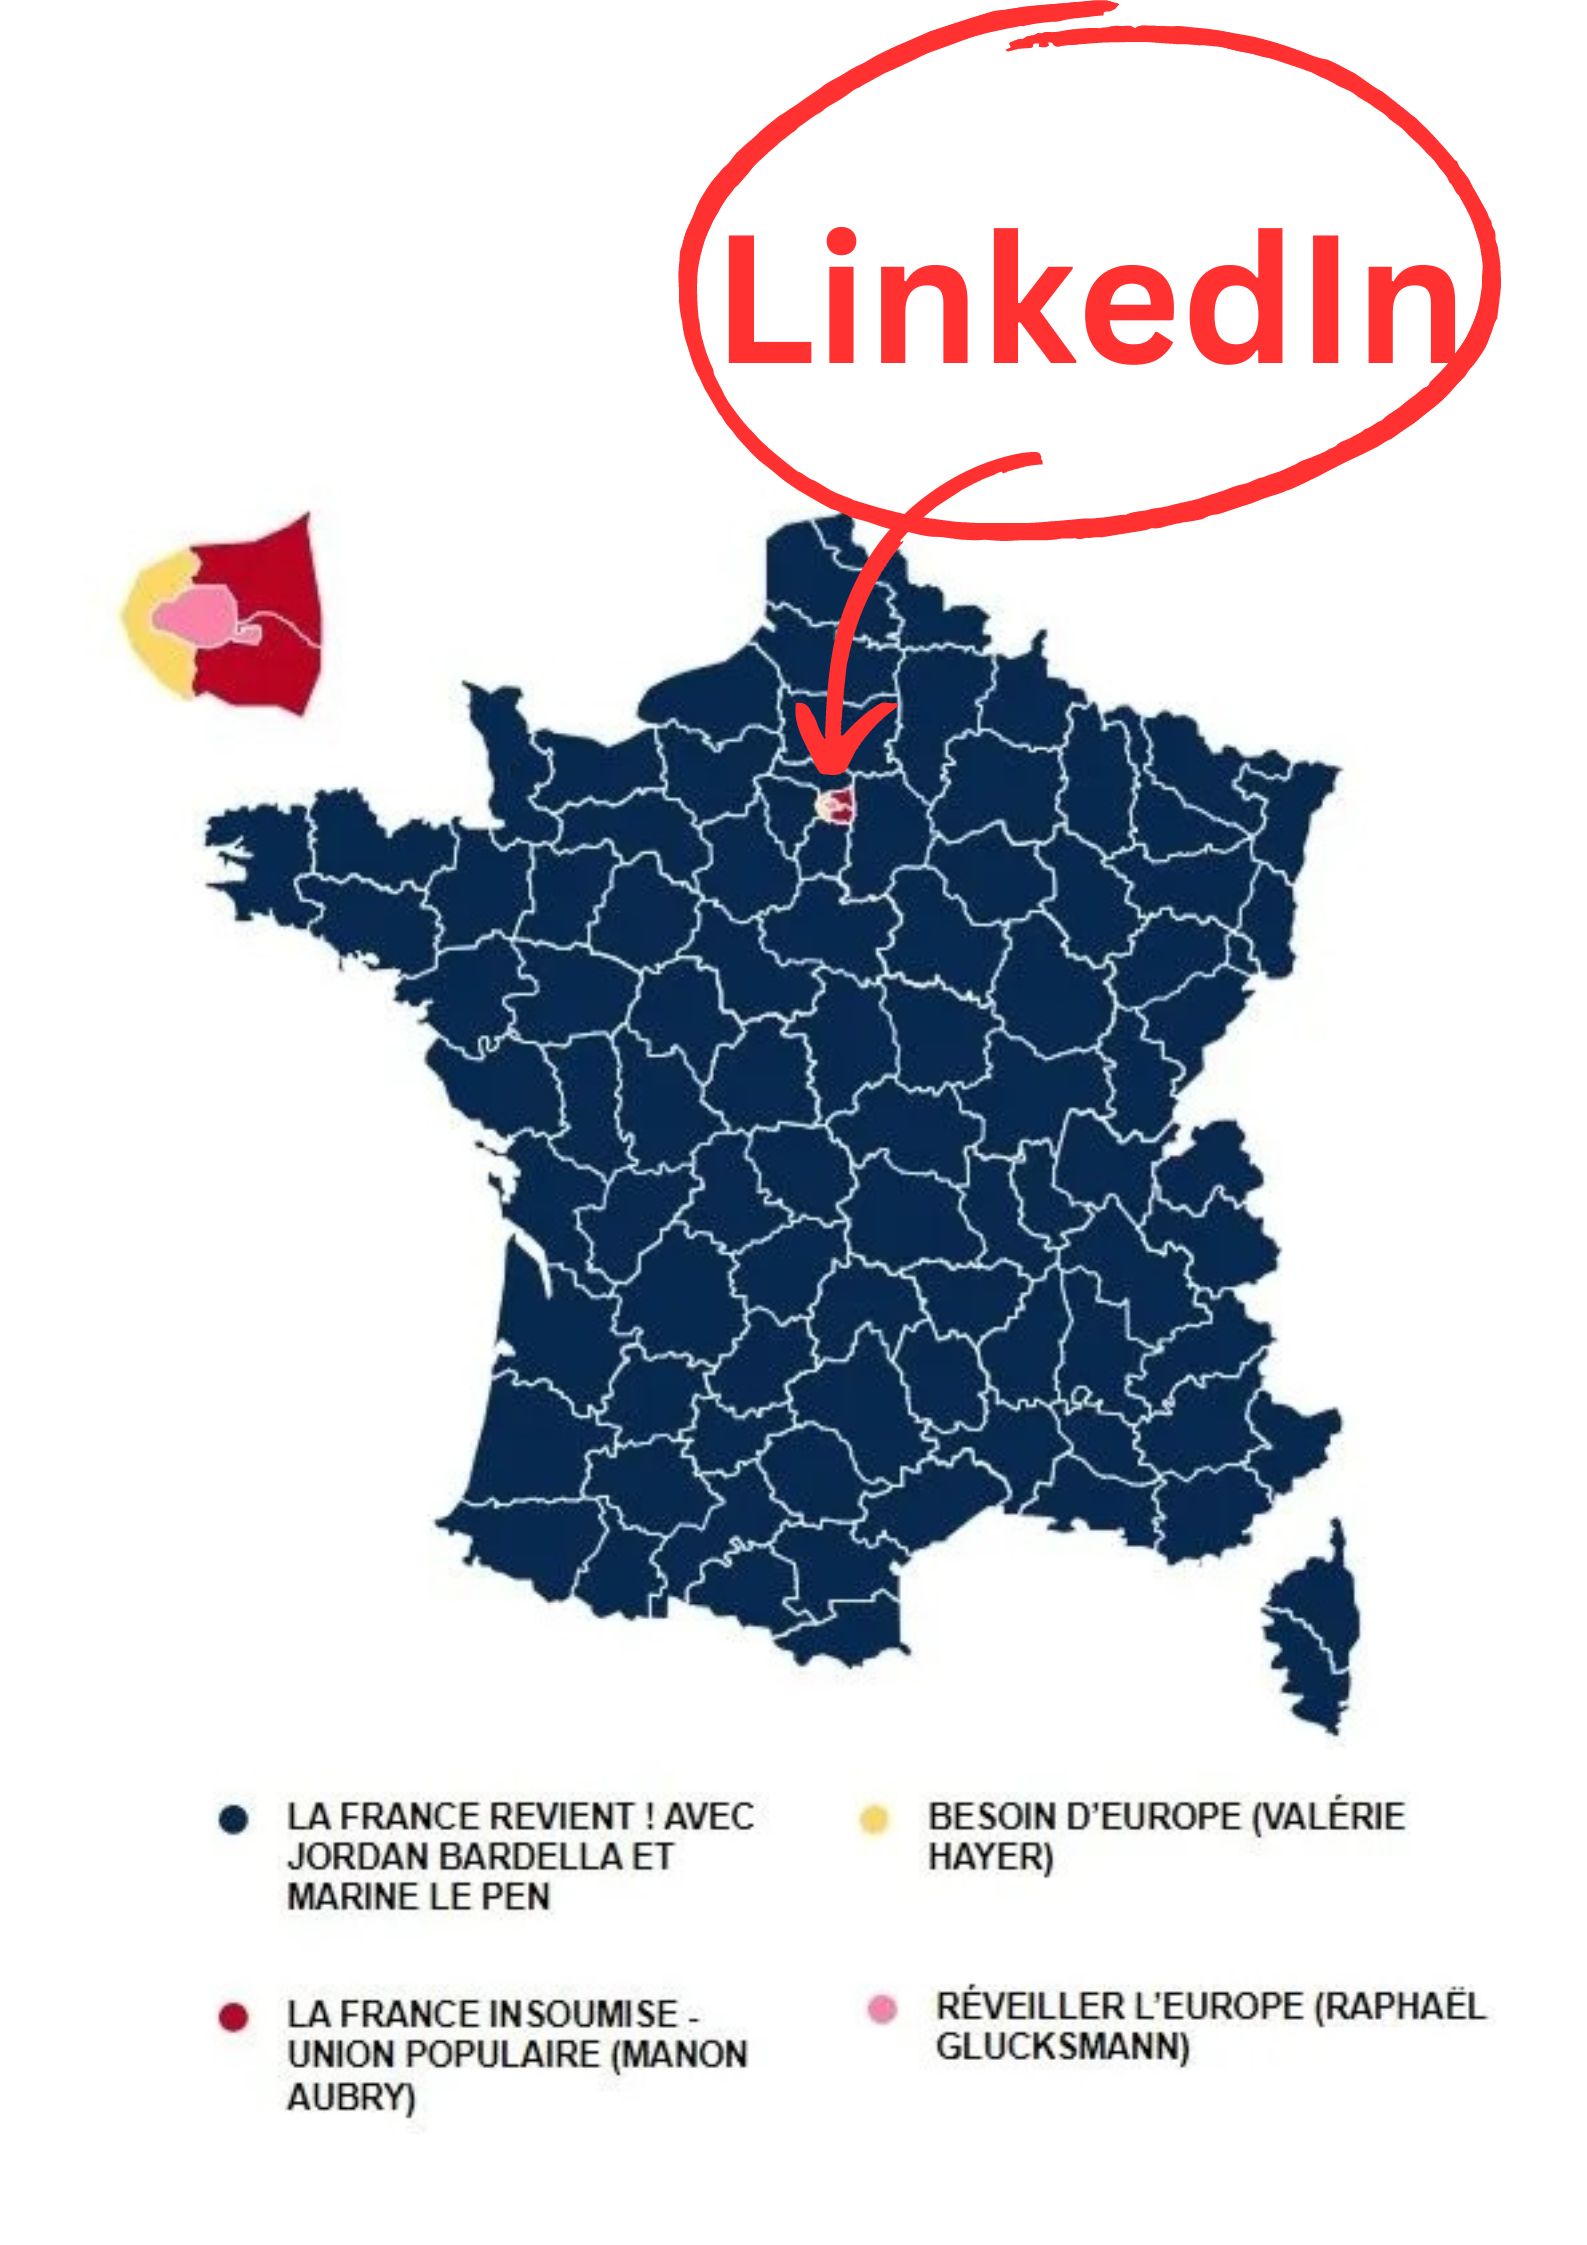 LinkedIn
LA FRANCE REVIENT ! AVEC
JORDAN BARDELLA ET
MARINE LE PEN
BESOIN D'EUROPE (VALÉRIE
HAYER)
LA FRANCE INSOUMISE -
UNION POPULAIRE (MANON
AUBRY)
RÉVEILLER L'EUROPE (RAPHAËL
GLUCKSMANN)